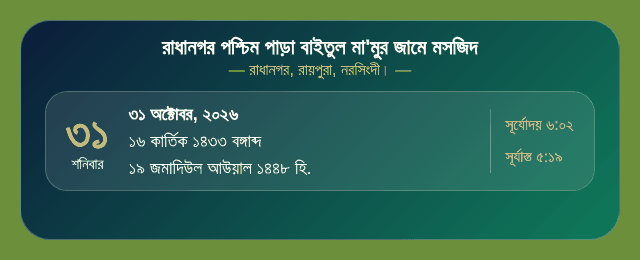 রাধানগর পশ্চিম পাড়া বাইতুল মা'মুর জামে মসজিদ
— রাধানগর, রায়পুরা, নরসিংদী। —
৩১
শনিবার
৩১ অক্টোবর, ২০২৬
১৬ কার্তিক ১৪৩৩ বঙ্গাব্দ
১৯ জমাদিউল আউয়াল ১৪৪৮ হি.
সূর্যোদয় ৬:০২
সূর্যাস্ত ৫:১৯